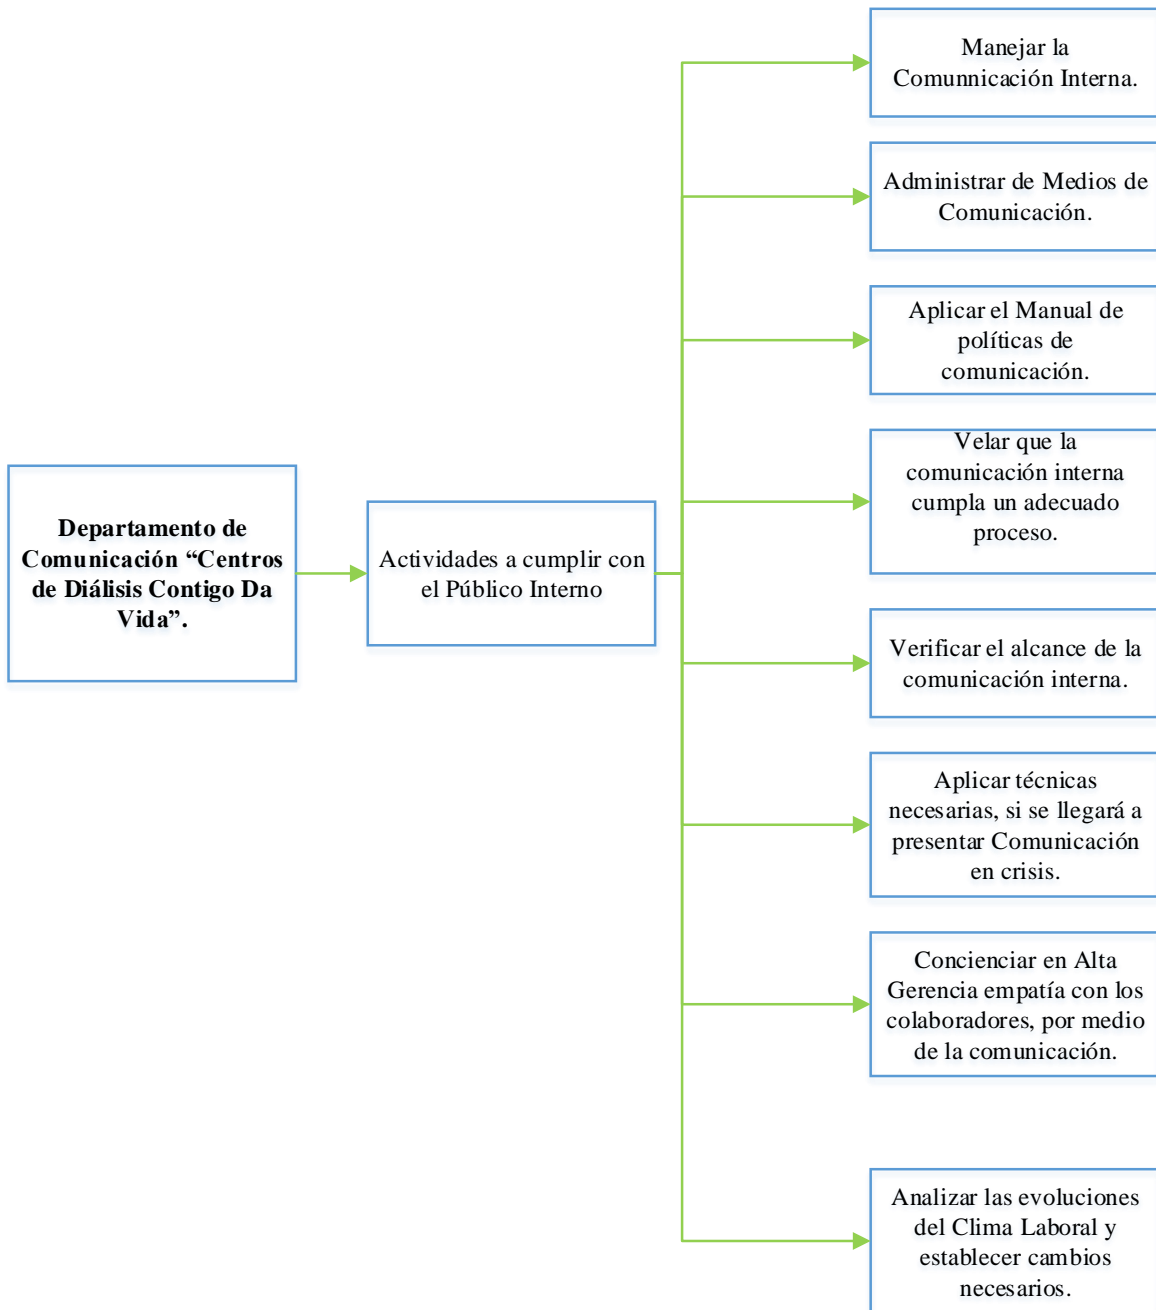 Departamento de
Comunicación “Centros
de Diálisis Contigo Da
Vida”.
Actividades a cumplir con
el Público Interno
Manejar la
Comunnicación Interna.
Administrar de Medios de
Comunicación.
Aplicar el Manual de
políticas de
comunicación.
Velar que la
comunicación interna
cumpla un adecuado
proceso.
Verificar el alcance de la
comunicación interna.
Aplicar técnicas
necesarias, si se llegará a
presentar Comunicación
en crisis.
Concienciar en Alta
Gerencia empatía con los
colaboradores, por medio
de la comunicación.
Analizar las evoluciones
del Clima Laboral y
establecer cambios
necesarios.